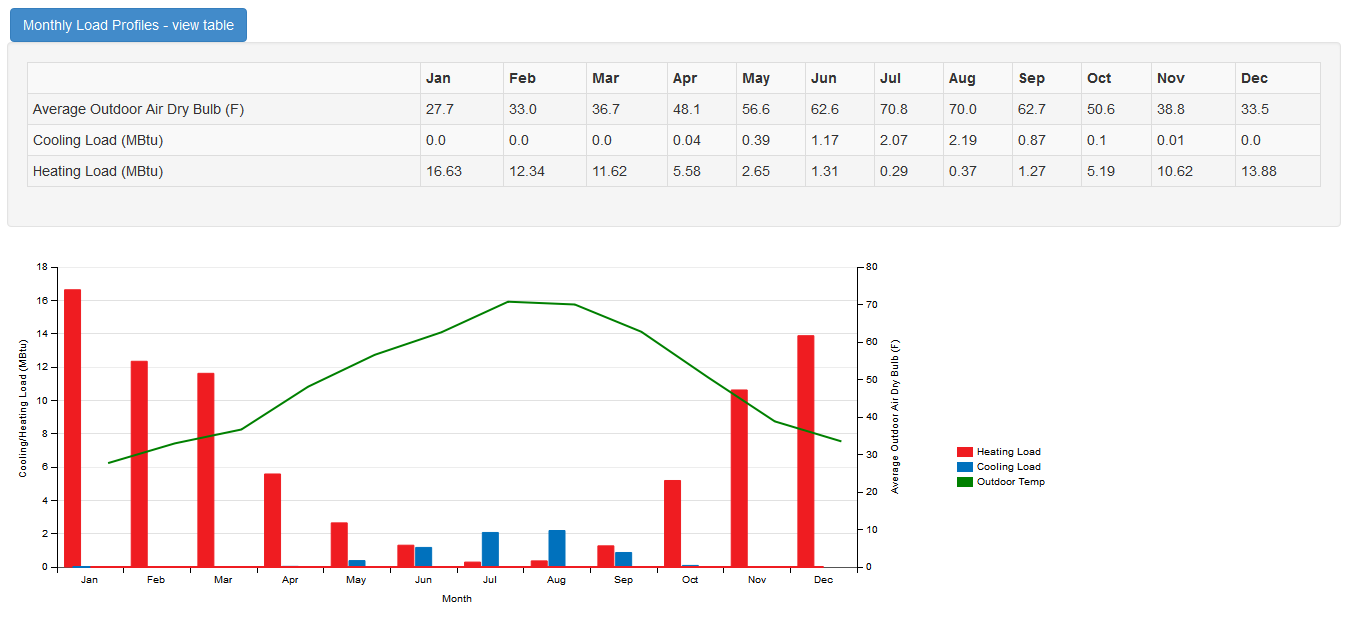 Monthly Load Profiles - view table
Jan Feb Mar Apr May Jun Jul Aug Sep Oct Nov Dec
Average Outdoor Air Dry Bulb (F) 27.7 33.0 36.7 48.1 56.6 62.6 70.8 70.0 62.7 50.6 38.8 33.5
Cooling Load (MBtu) 0.0 0.0 0.0 0.04 0.39 1.17 2.07 2.19 0.87 0.1 0.01 0.0
Heating Load (MBtu) 16.63 12.34 11.62 5.58 2.65 1.31 0.29 0.37 1.27 5.19 10.62 13.88
Cooling/Heating Load (MBtu)
18
16
14
12
10
8
6
4
2
0
80
70
60
50
40
30
20
10
0
Average Outdoor Air Dry Bulb (F)
Jan Feb Mar Apr May Jun Jul Aug Sep Oct Nov Dec
Month
Heating Load
Cooling Load
Outdoor Temp